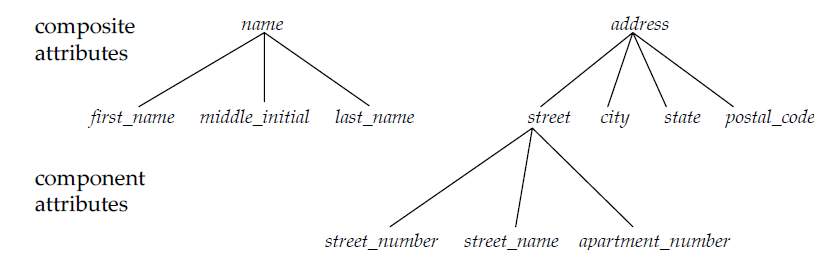 composite
attributes
name
address
first_name middle_initial last_name
street city state postal_code
component
attributes
street_number street_name apartment_number